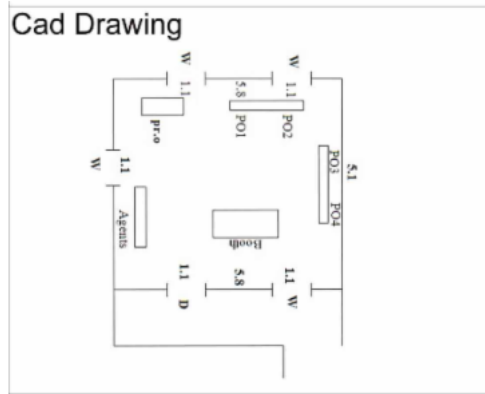 Cad Drawing
W
W
1.1
5.8
1.1
pr.o
PO1
PO2
W
1.1
PO3
5.1
PO4
Agents
Booth
1.1
5.8
1.1
D
W